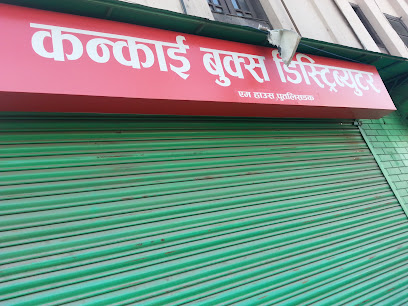 कन्काई बुक्स डिस्ट्रिब्युटर
एम हाउस पुतलिसडक